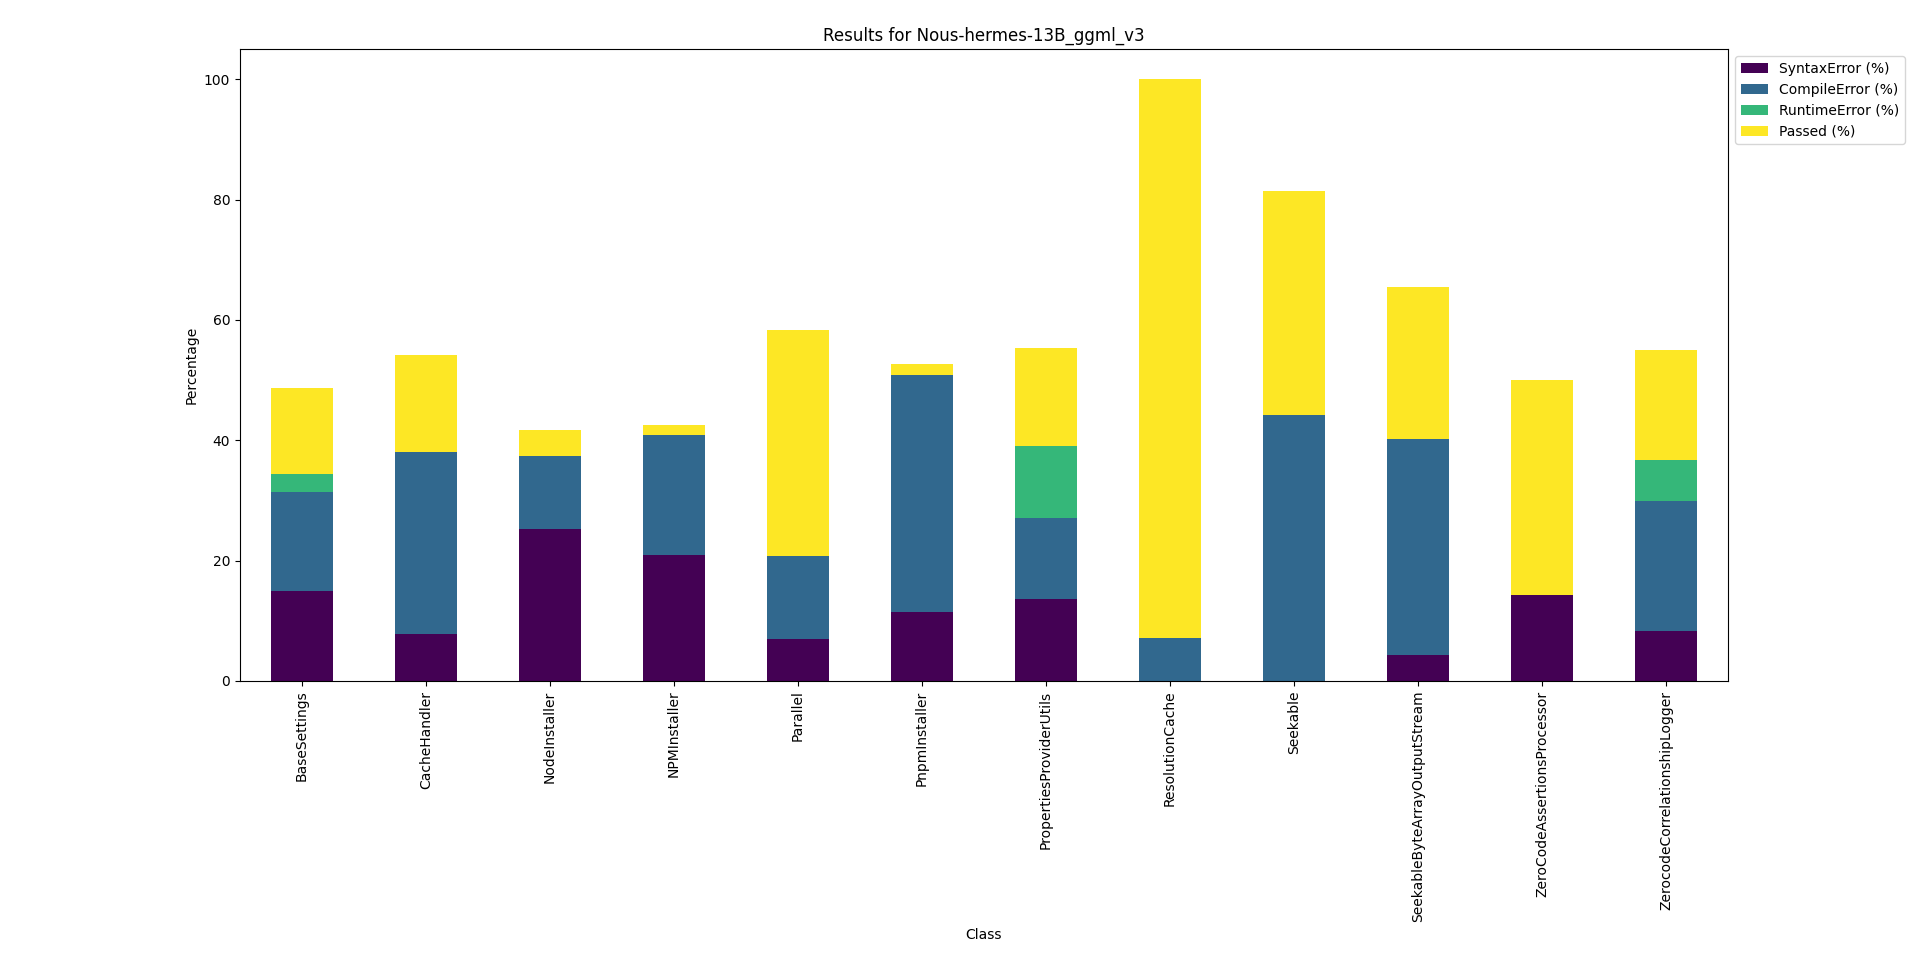 Results for Nous-hermes-13B_ggml_v3
SyntaxError (%)
CompileError (%)
RuntimeError (%)
Passed (%)
Percentage
100
80
60
40
20
0
BaseSettings
CacheHandler
NodeInstaller
NPMInstaller
Parallel
PnpmInstaller
PropertiesProviderUtils
ResolutionCache
Seekable
SeekableByteArrayOutputStream
ZeroCodeAssertionsProcessor
ZerocodeCorrelationshipLogger
Class